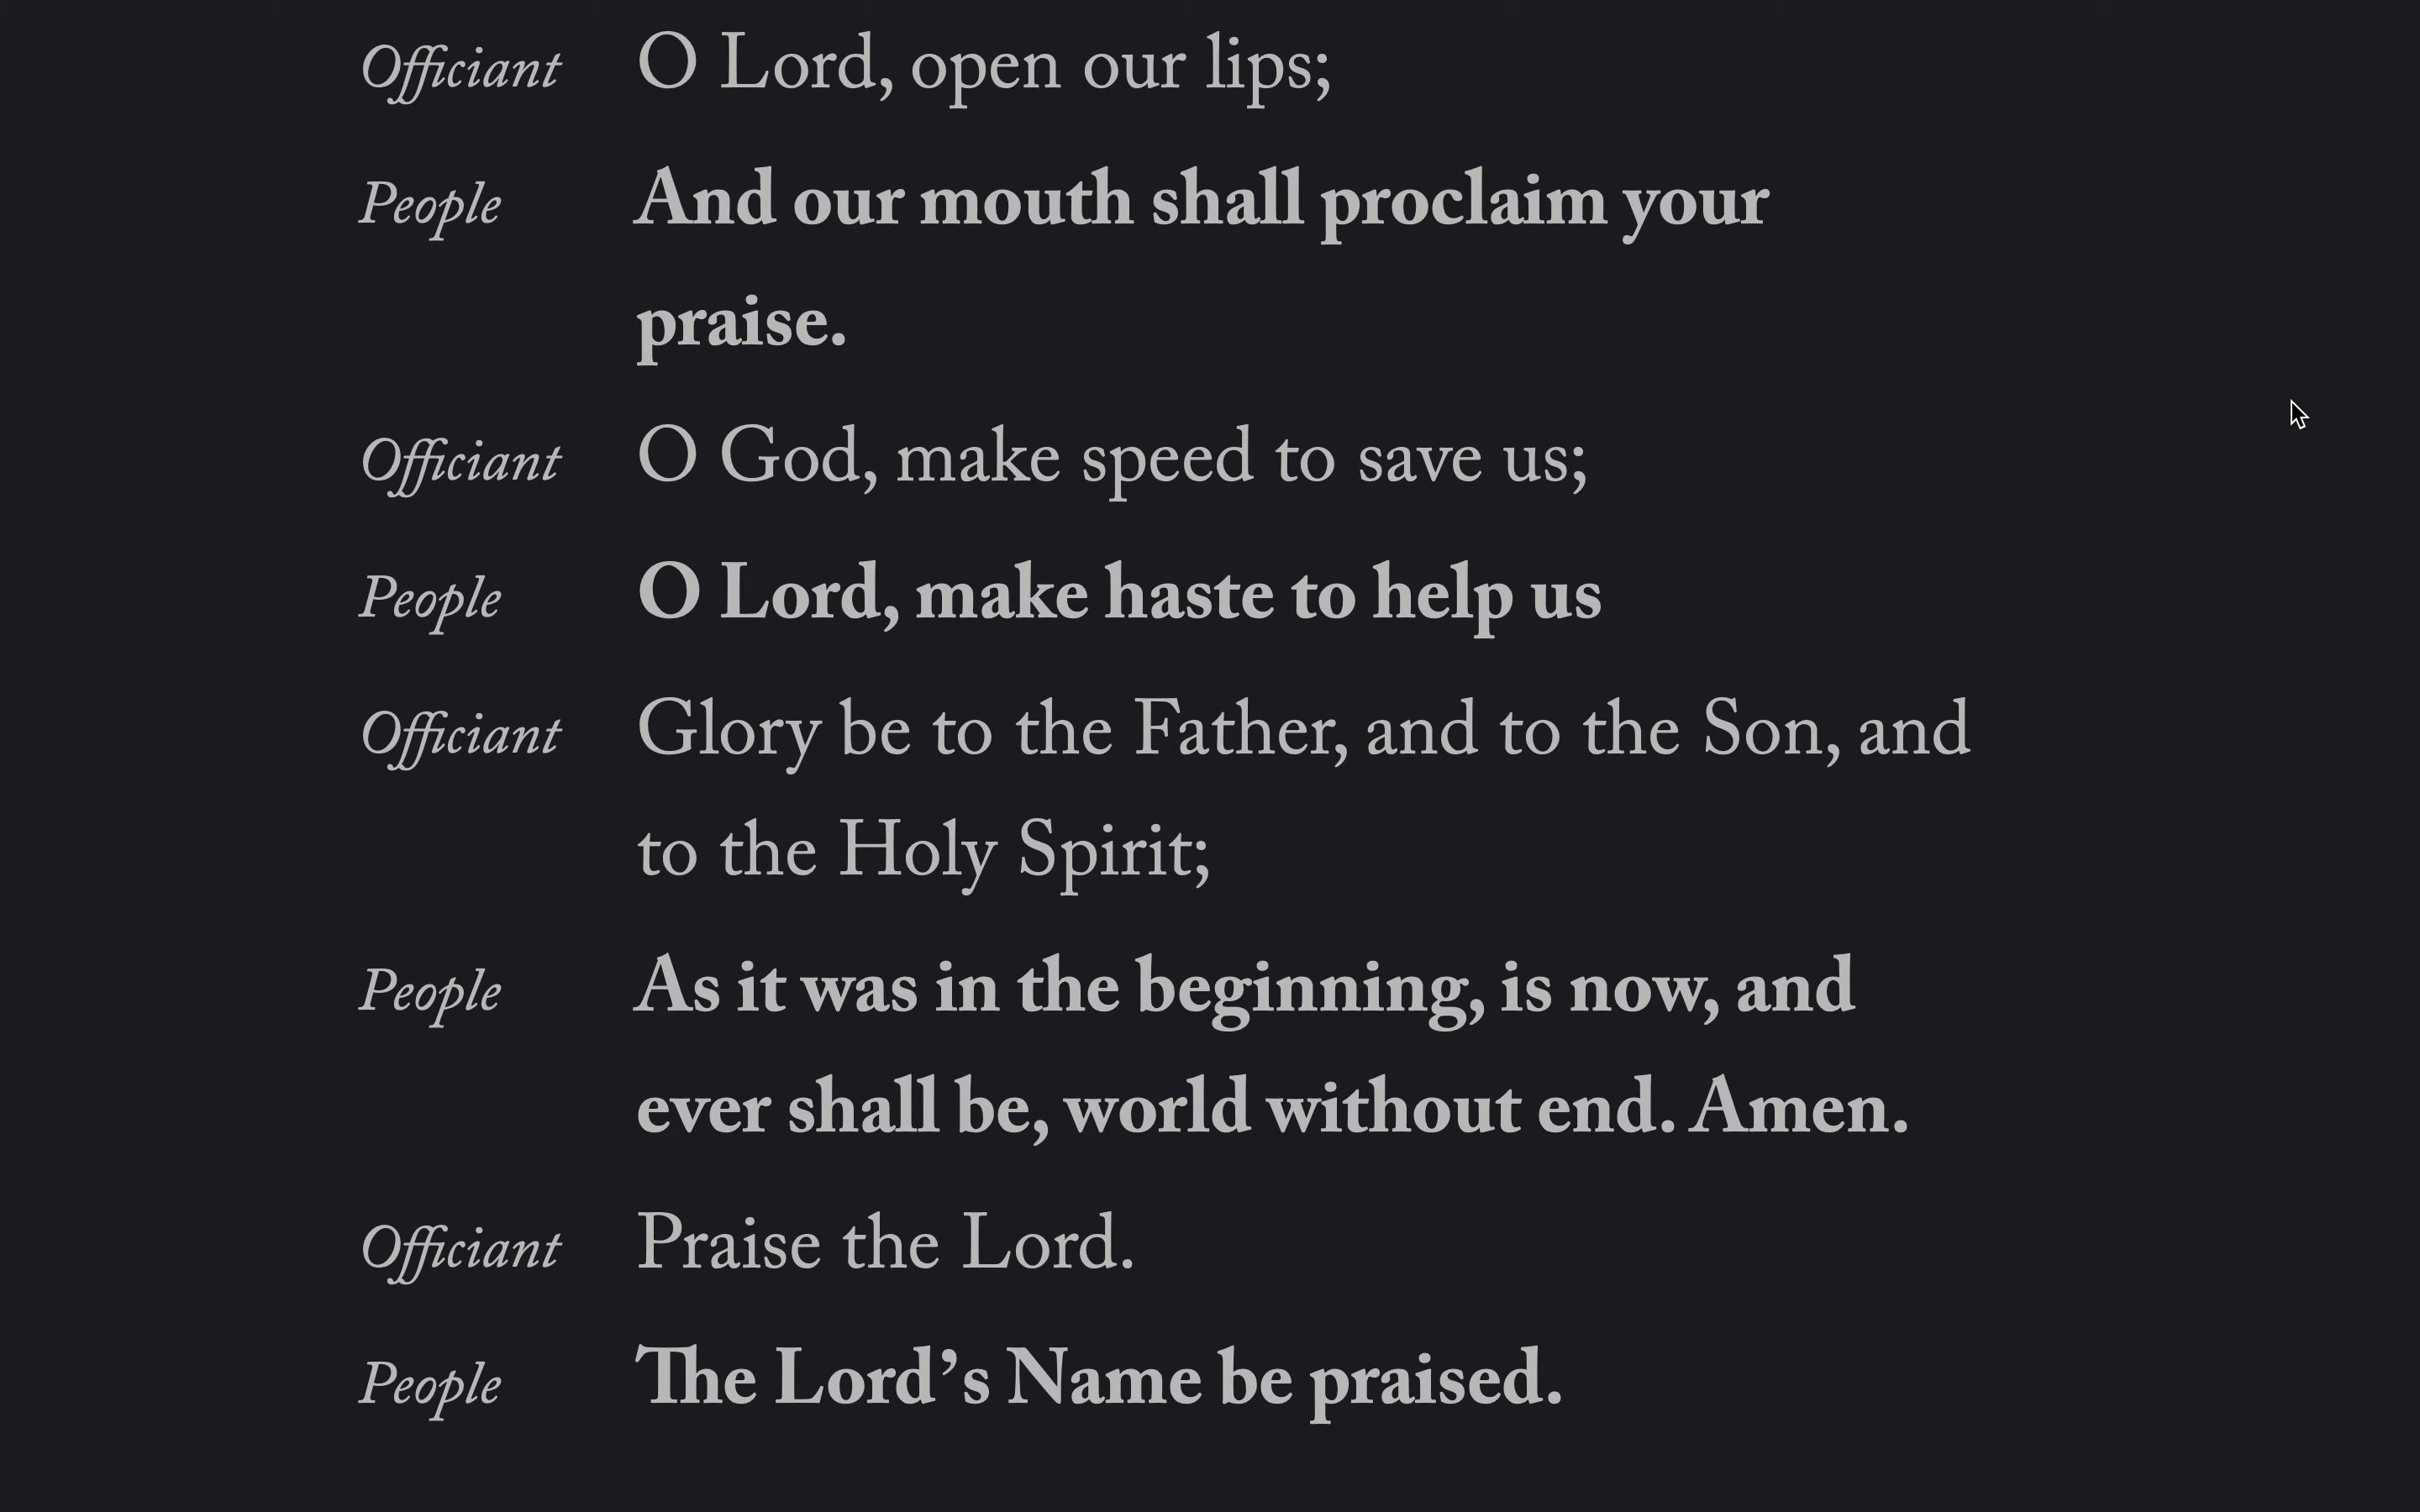 Officiant O Lord, open our lips;
People And our mouth shall proclaim your
praise.
Officiant O God, make speed to save us;
People O Lord, make haste to help us
Officiant Glory be to the Father, and to the Son, and
to the Holy Spirit;
People As it was in the beginning, is now, and
ever shall be, world without end. Amen.
Officiant Praise the Lord.
People The Lord’s Name be praised.